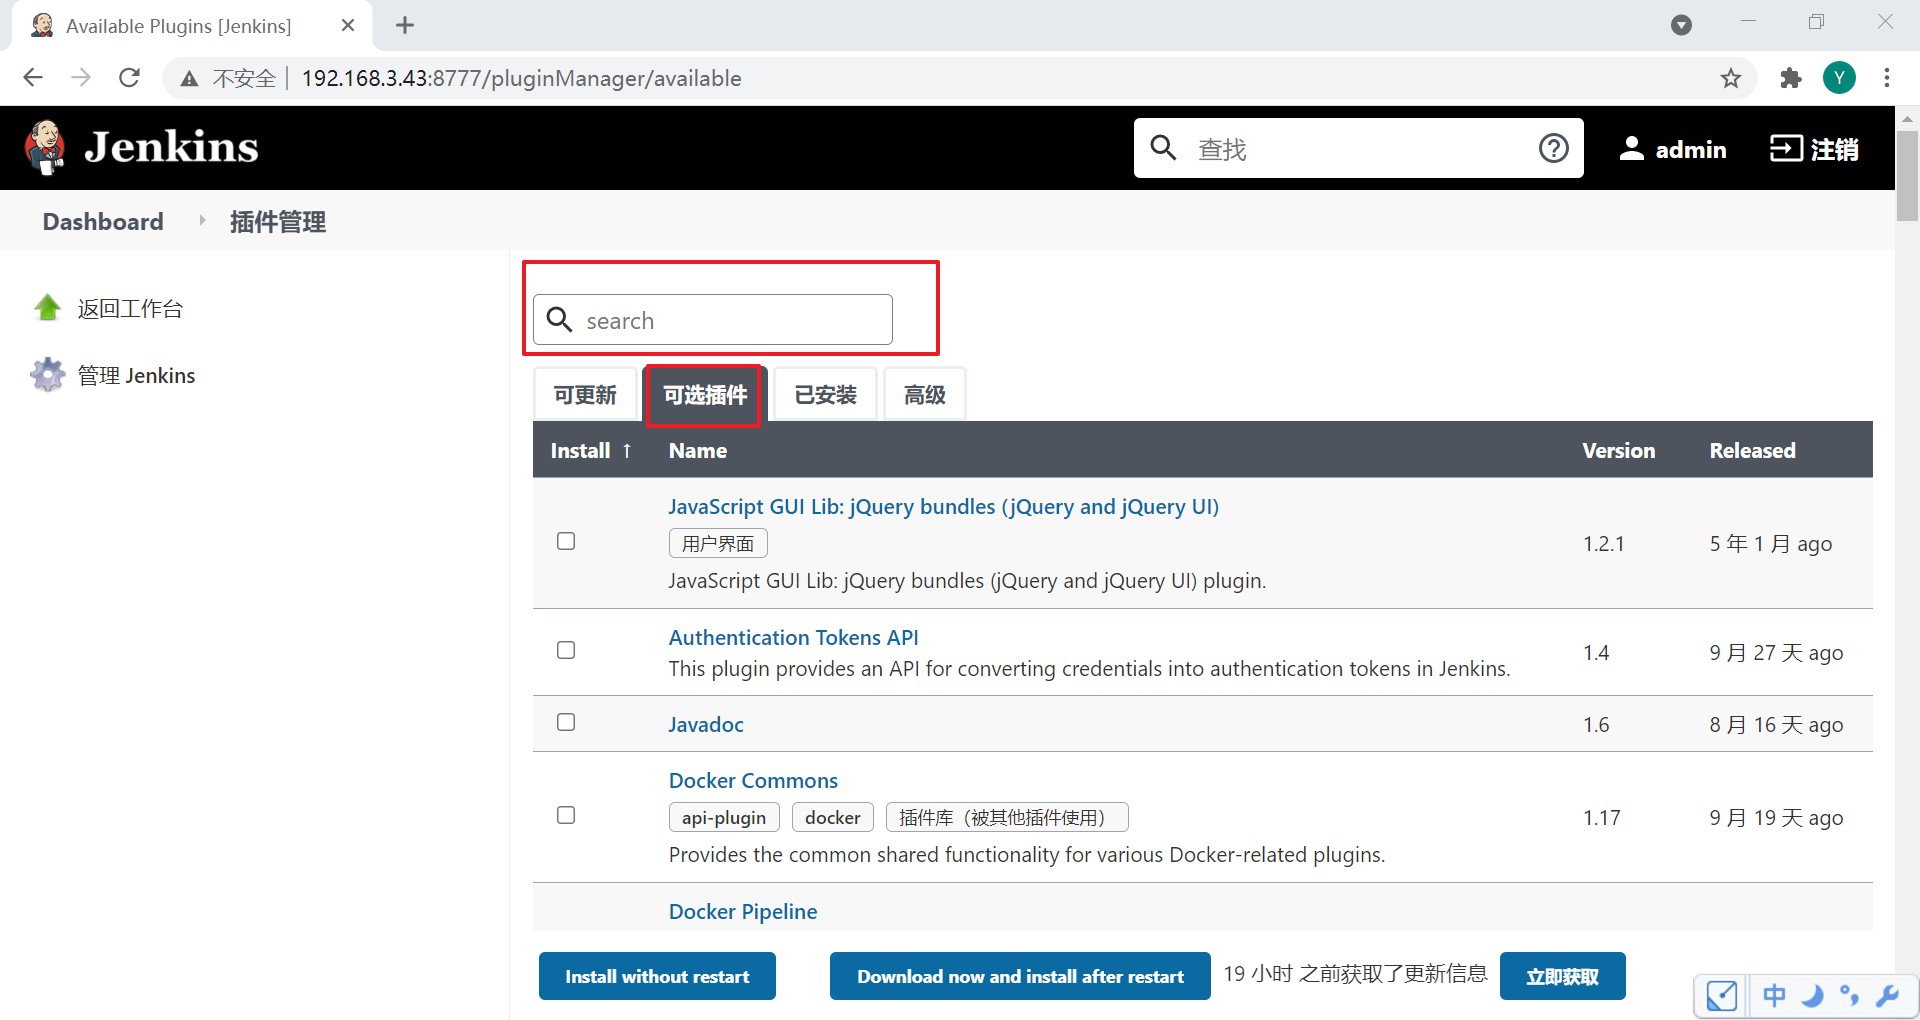 Available Plugins [Jenkins]
不安全 192.168.3.43:8777/pluginManager/available
Y
Jenkins
查找
admin
注销
Dashboard
插件管理
返回工作台
管理 Jenkins
search
可更新 可选插件 已安装 高级
Install ↑ Name Version Released
JavaScript GUI Lib: jQuery bundles (jQuery and jQuery UI)
用户界面
JavaScript GUI Lib: jQuery bundles (jQuery and jQuery UI) plugin.
1.2.1
5 年 1 月 ago
Authentication Tokens API
This plugin provides an API for converting credentials into authentication tokens in Jenkins.
1.4
9 月 27 天 ago
Javadoc
1.6
8 月 16 天 ago
Docker Commons
api-plugin docker 插件库（被其他插件使用）
Provides the common shared functionality for various Docker-related plugins.
1.17
9 月 19 天 ago
Docker Pipeline
Install without restart
Download now and install after restart
19 小时 之前获取了更新信息
立即获取
中